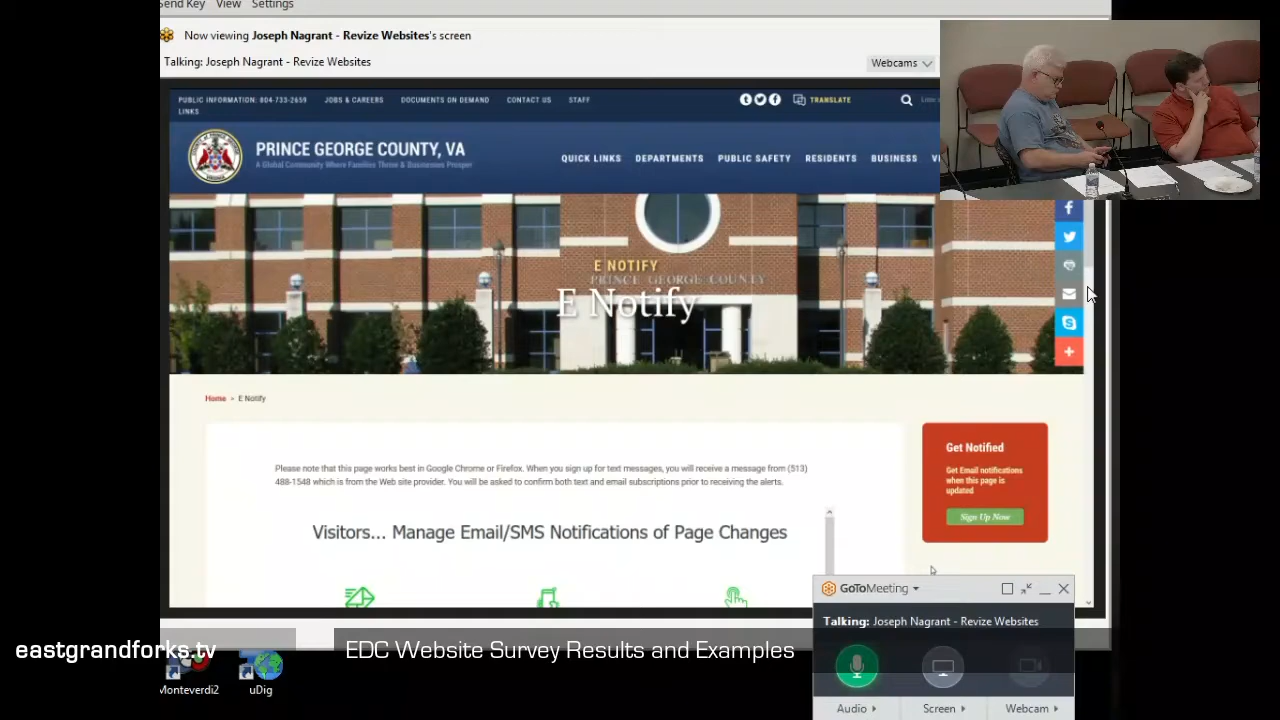 Send Key View Settings
Now viewing Joseph Nagrant - Revize Websites's screen
Talking: Joseph Nagrant - Revize Websites
Webcams
PUBLIC INFORMATION: 804-733-2659 JOBS & CAREERS DOCUMENTS ON DEMAND CONTACT US STAFF
LINKS
TRANSLATE
PRINCE GEORGE COUNTY, VA
A Global Community Where Families Thrive & Businesses Prosper
QUICK LINKS DEPARTMENTS PUBLIC SAFETY RESIDENTS BUSINESS
E NOTIFY
PRINCE GEORGE COUNTY
E Notify
Home E Notify
Please note that this page works best in Google Chrome or Firefox. When you sign up for text messages, you will receive a message from (513)
488-1548 which is from the Web site provider. You will be asked to confirm both text and email subscriptions prior to receiving the alerts.
Visitors... Manage Email/SMS Notifications of Page Changes
Get Notified
Get Email notifications
when this page is
updated
Sign Up Now
GoToMeeting
Talking: Joseph Nagrant - Revize Websites
Audio Screen Webcam
eastgrandforks.tv
EDC Website Survey Results and Examples
Monteverdi2 uDig